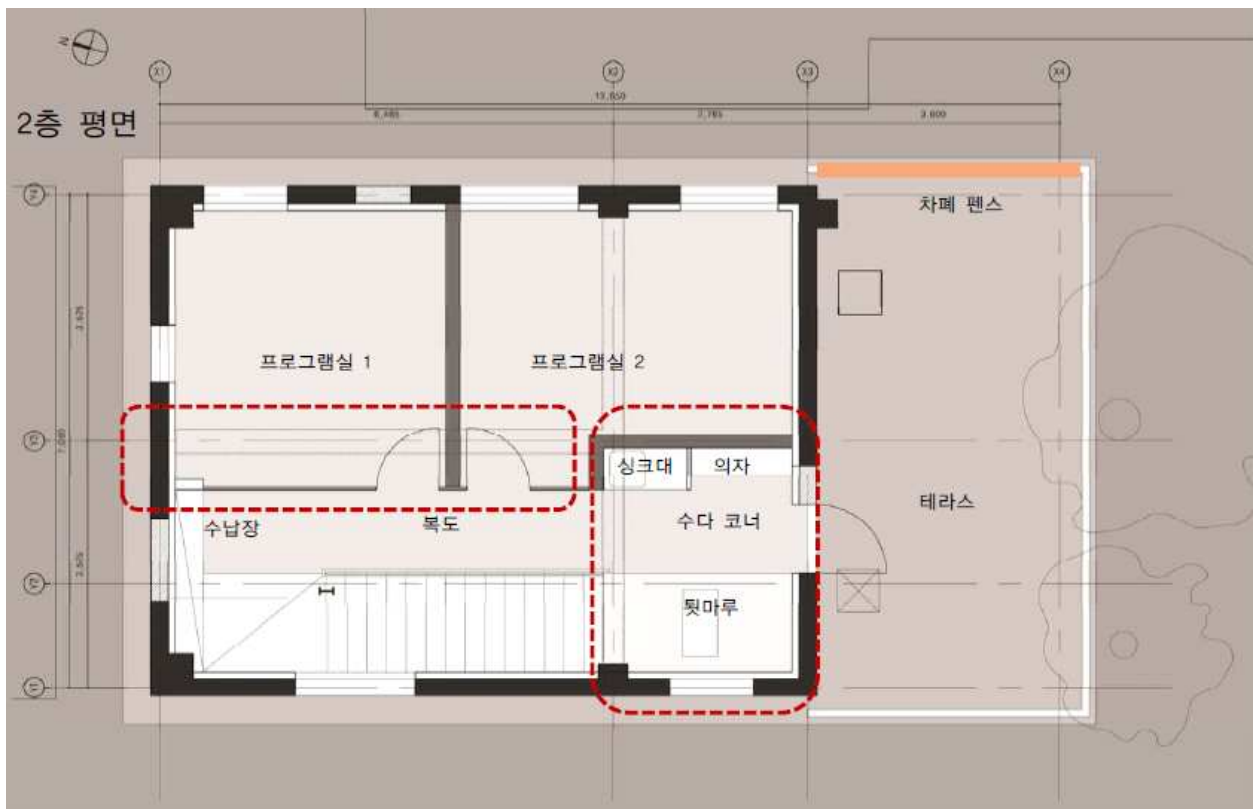 N
X1
X2
X3
X4
2층 평면
3,600
차폐 펜스
프로그램실 1
프로그램실 2
싱크대
의자
수납장
복도
수다 코너
테라스
툇마루